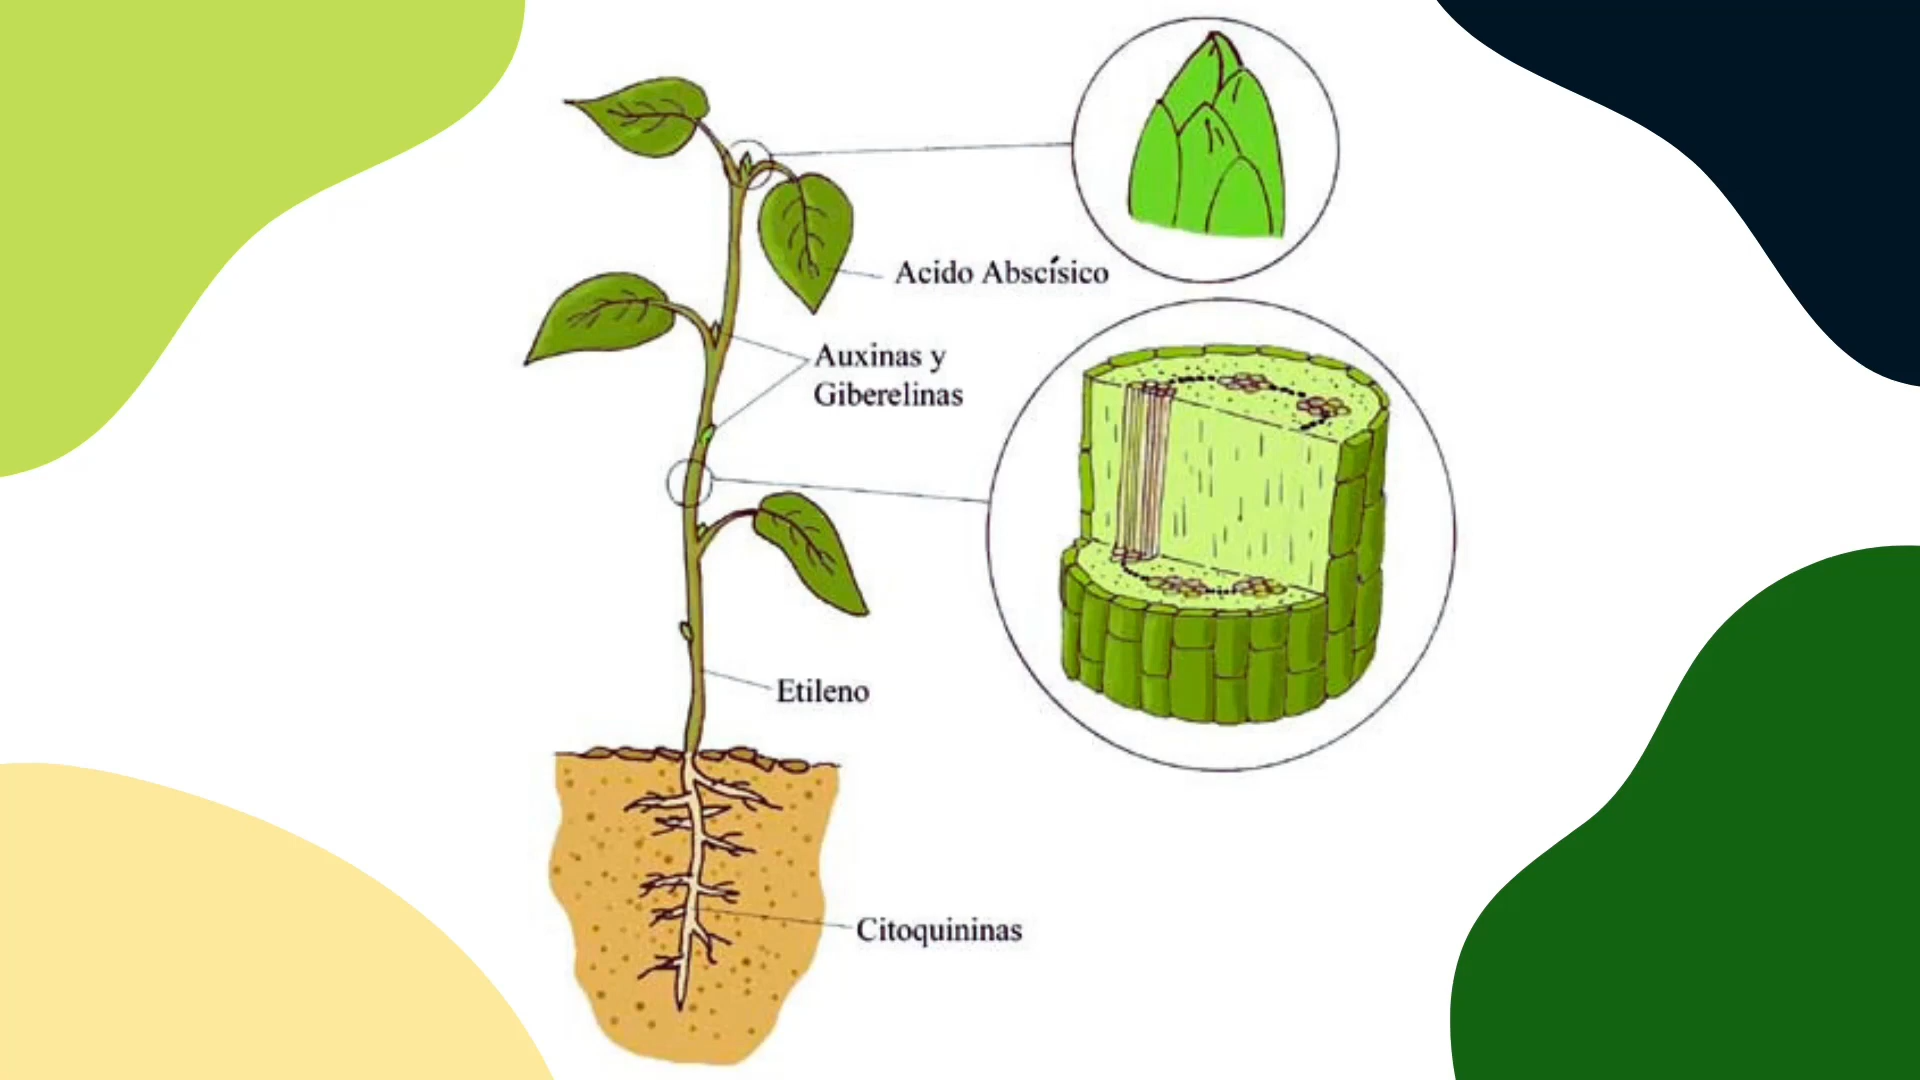 Acido Abscísico
Auxinas y
Giberelinas
Etileno
Citoquininas